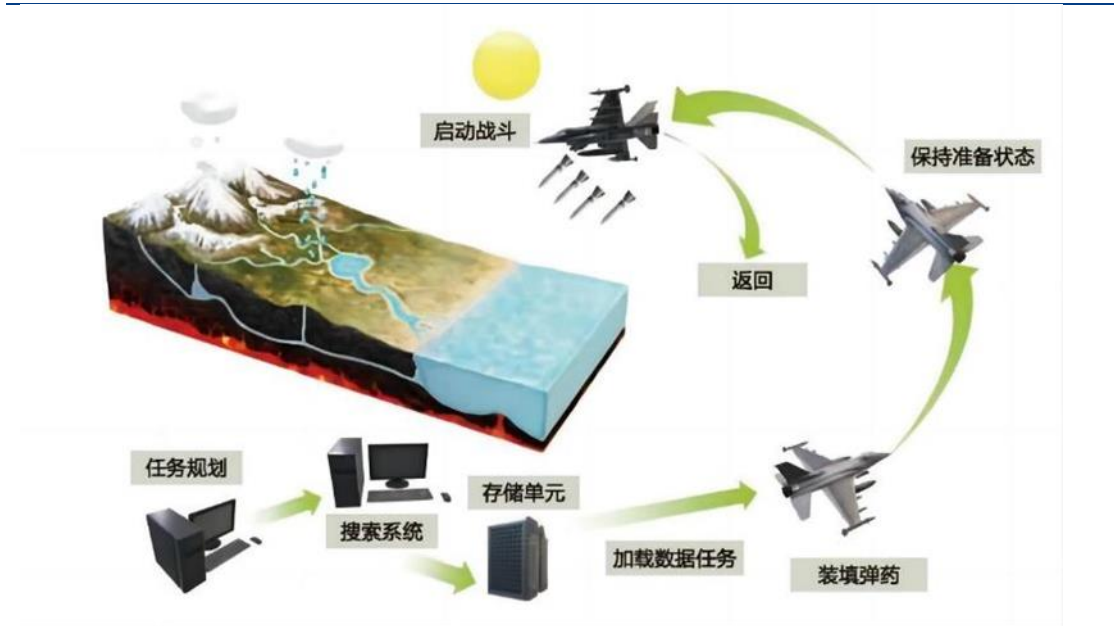 启动战斗
保持准备状态
返回
任务规划
搜索系统
存储单元
加载数据任务
装填弹药